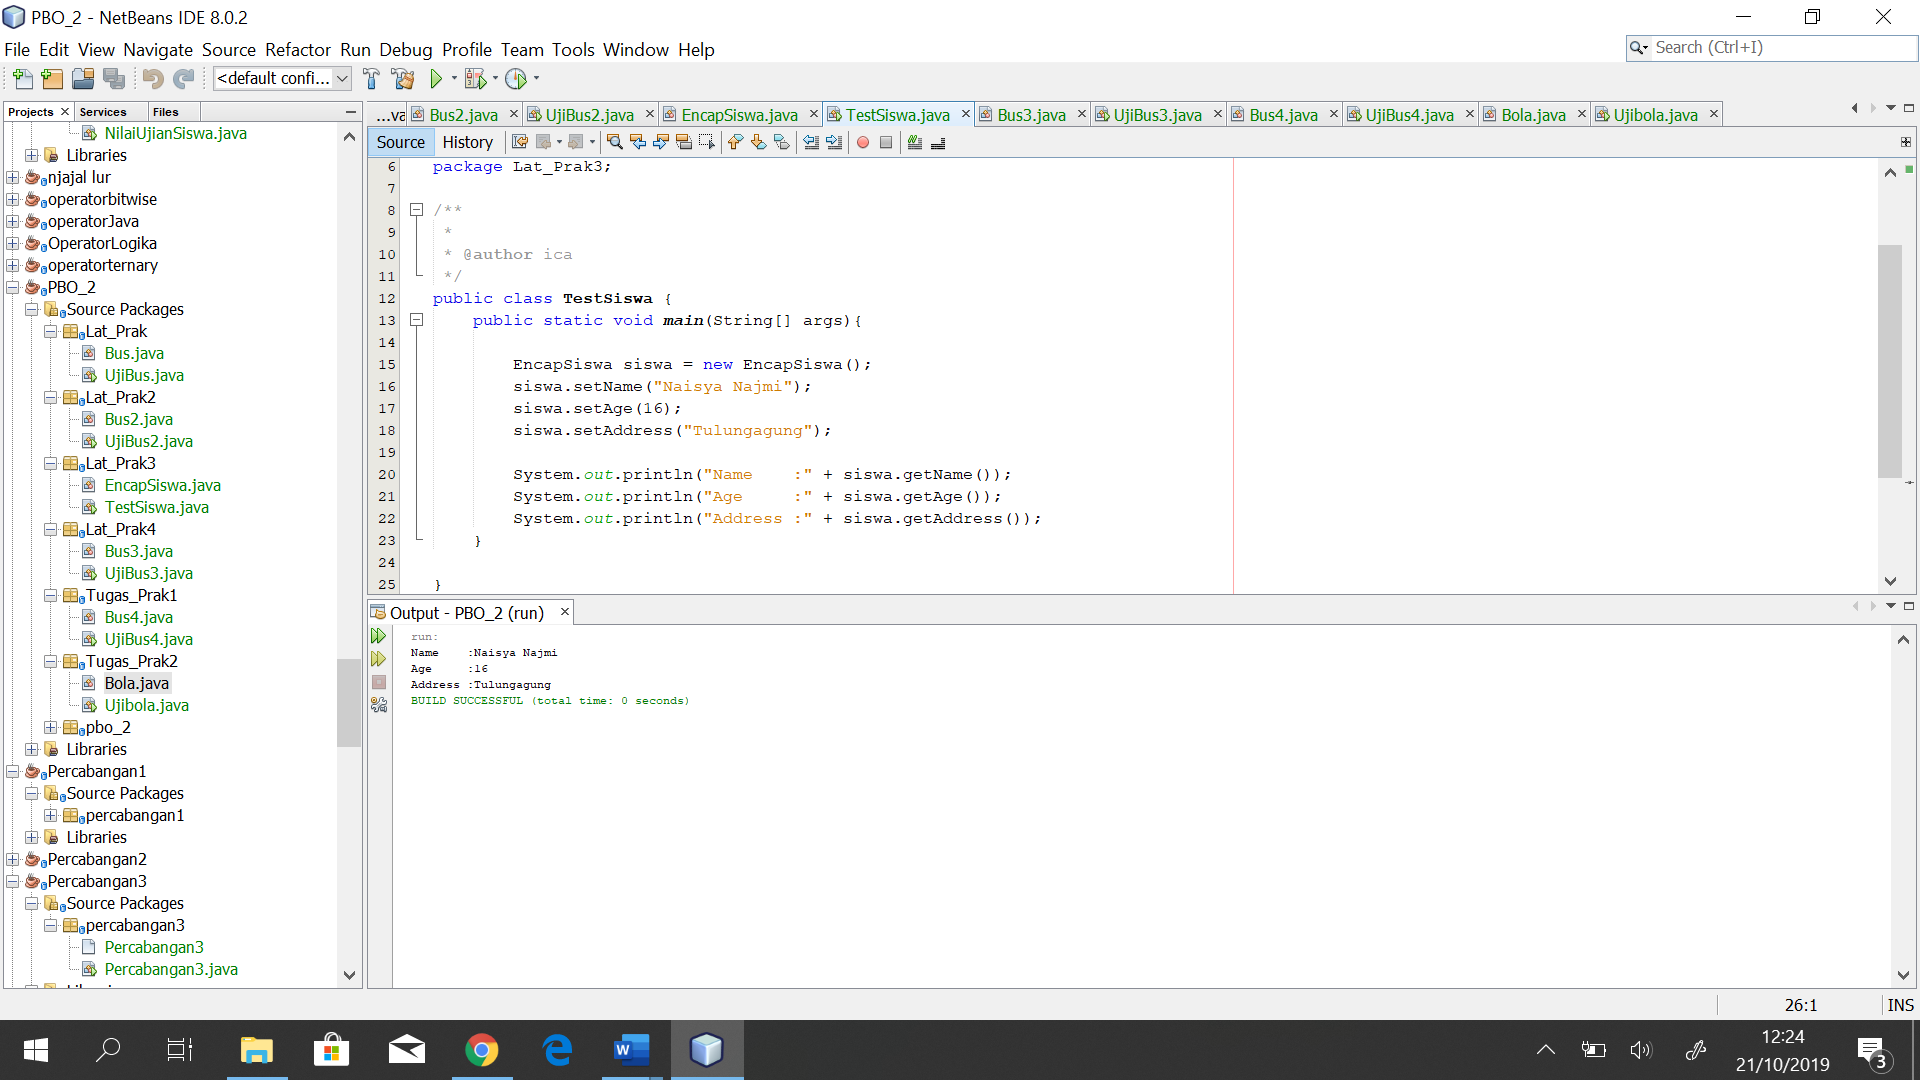 PBO_2 - NetBeans IDE 8.0.2
File Edit View Navigate Source Refactor Run Debug Profile Team Tools Window Help
Search (Ctrl+I)
<default confi...
Projects Services Files
NilaiUjianSiswa.java
Libraries
njajal lur
operatorbitwise
operatorJava
OperatorLogika
operatorternary
PBO_2
Source Packages
Lat_Prak
Bus.java
UjiBus.java
Lat_Prak2
Bus2.java
UjiBus2.java
Lat_Prak3
EncapSiswa.java
TestSiswa.java
Lat_Prak4
Bus3.java
UjiBus3.java
Tugas_Prak1
Bus4.java
UjiBus4.java
Tugas_Prak2
Bola.java
Ujibola.java
pbo_2
Libraries
Percabangan1
Source Packages
percabangan1
Libraries
Percabangan2
Percabangan3
Source Packages
percabangan3
Percabangan3
Percabangan3.java
...va Bus2.java UjiBus2.java EncapSiswa.java TestSiswa.java Bus3.java UjiBus3.java Bus4.java UjiBus4.java Bola.java Ujibola.java
Source History
6 package Lat_Prak3;
7
8 /**
9 *
10 * @author ica
11 */
12 public class TestSiswa {
13 public static void main(String[] args){
14
15 EncapSiswa siswa = new EncapSiswa();
16 siswa.setName("Naisya Najmi");
17 siswa.setAge(16);
18 siswa.setAddress("Tulungagung");
19
20 System.out.println("Name    :" + siswa.getName());
21 System.out.println("Age     :" + siswa.getAge());
22 System.out.println("Address :" + siswa.getAddress());
23 }
24
25 }
Output - PBO_2 (run)
run:
Name    :Naisya Najmi
Age     :16
Address :Tulungagung
BUILD SUCCESSFUL (total time: 0 seconds)
26:1 INS
12:24
21/10/2019
3